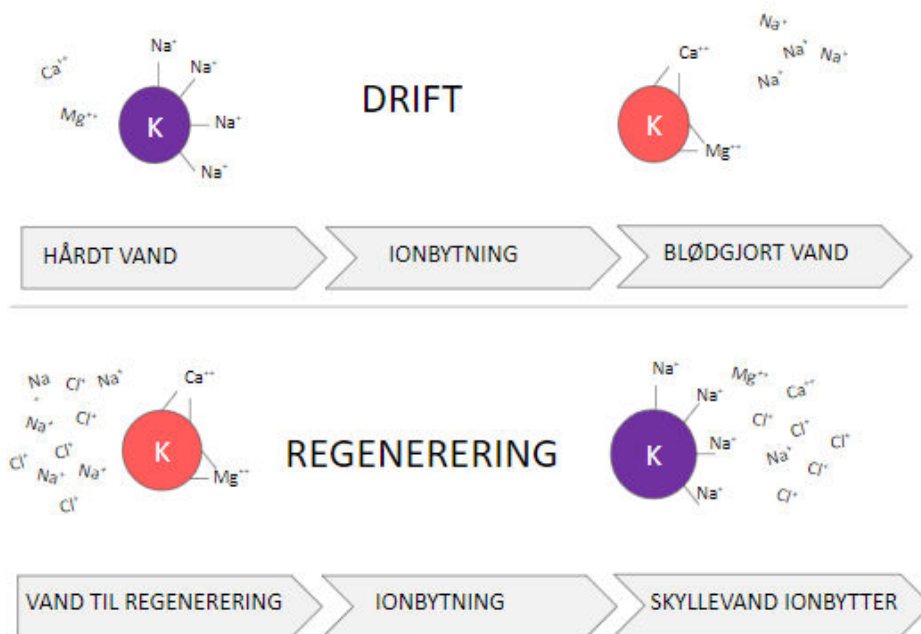 Ca⁺⁺
Mg⁺⁺
Na⁺
Na⁺
Na⁺
Na⁺
K
DRIFT
K
Ca⁺⁺
Mg⁺⁺
Na⁺
Na⁺
Na⁺
Na⁺
HÅRDT VAND
IONBYTNING
BLØDGJORT VAND
Na
⁺
Cl⁺
Na⁺
Na⁺
Cl⁺
Cl⁺
Cl⁺
Na⁺
Na⁺
Cl⁺
K
Ca⁺⁺
Mg⁺⁺
REGENERERING
K
Na⁺
Na⁺
Na⁺
Na⁺
Mg⁺⁺
Ca⁺⁺
Cl⁺
Cl⁺
Cl⁺
Na⁺
Cl⁺
Cl⁺
VAND TIL REGENERERING
IONBYTNING
SKYLLEVAND IONBYTTER